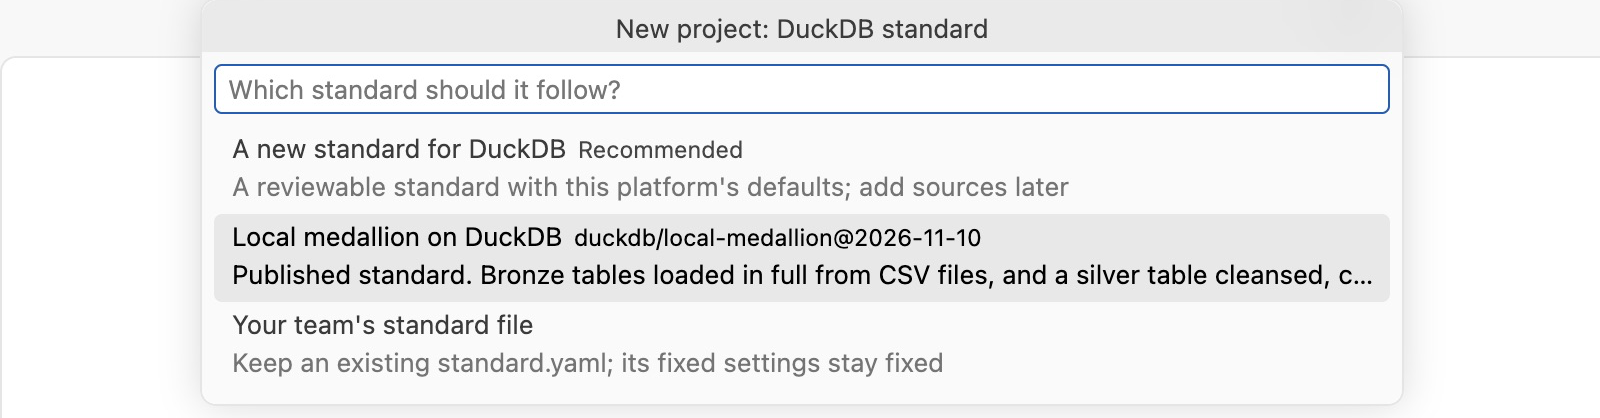 New project: DuckDB standard
Which standard should it follow?
A new standard for DuckDB Recommended
A reviewable standard with this platform's defaults; add sources later
Local medallion on DuckDB duckdb/local-medallion@2026-11-10
Published standard. Bronze tables loaded in full from CSV files, and a silver table cleansed, c...
Your team's standard file
Keep an existing standard.yaml; its fixed settings stay fixed